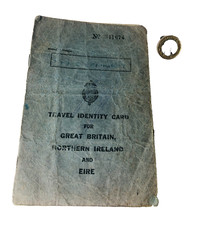 TRAVEL IDENTITY CARD
FOR
GREAT BRITAIN,
NORTHERN IRELAND
AND
EIRE